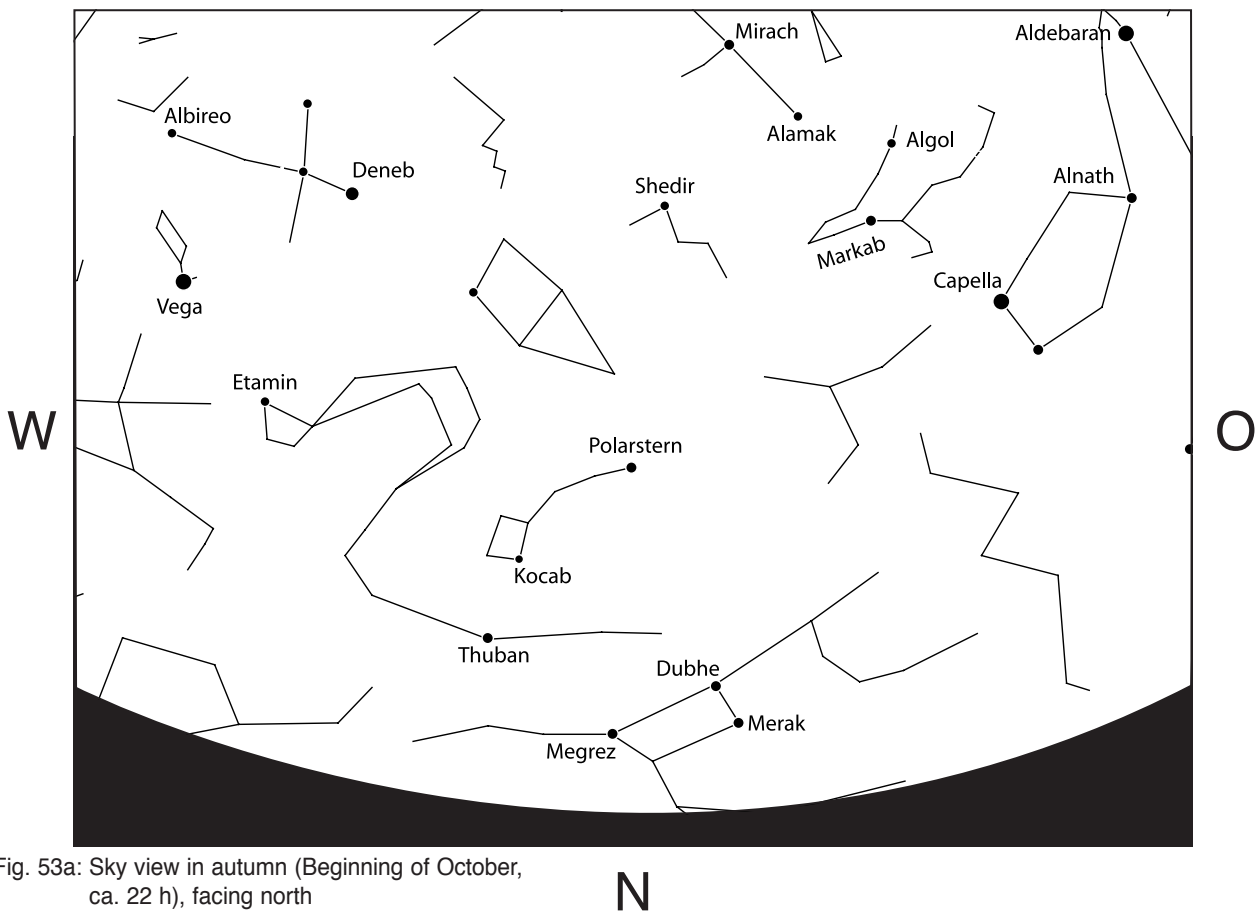 Mirach
Aldebaran
Albireo
Alamak
Algol
Deneb
Alnath
Shedir
Markab
Capella
Vega
Etamin
W
Polarstern
O
Kocab
Thuban
Dubhe
Merak
Megrez
Fig. 53a: Sky view in autumn (Beginning of October,
ca. 22 h), facing north
N